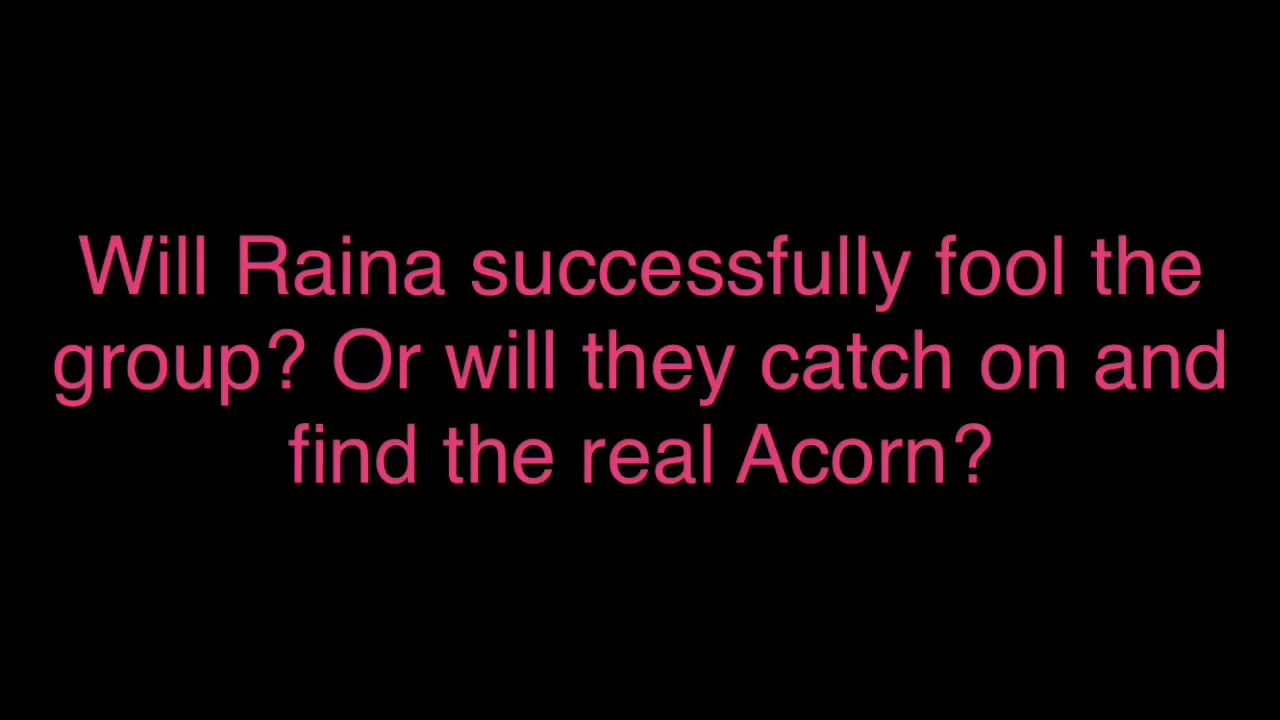 Will Raina successfully fool the
group? Or will they catch on and
find the real Acorn?